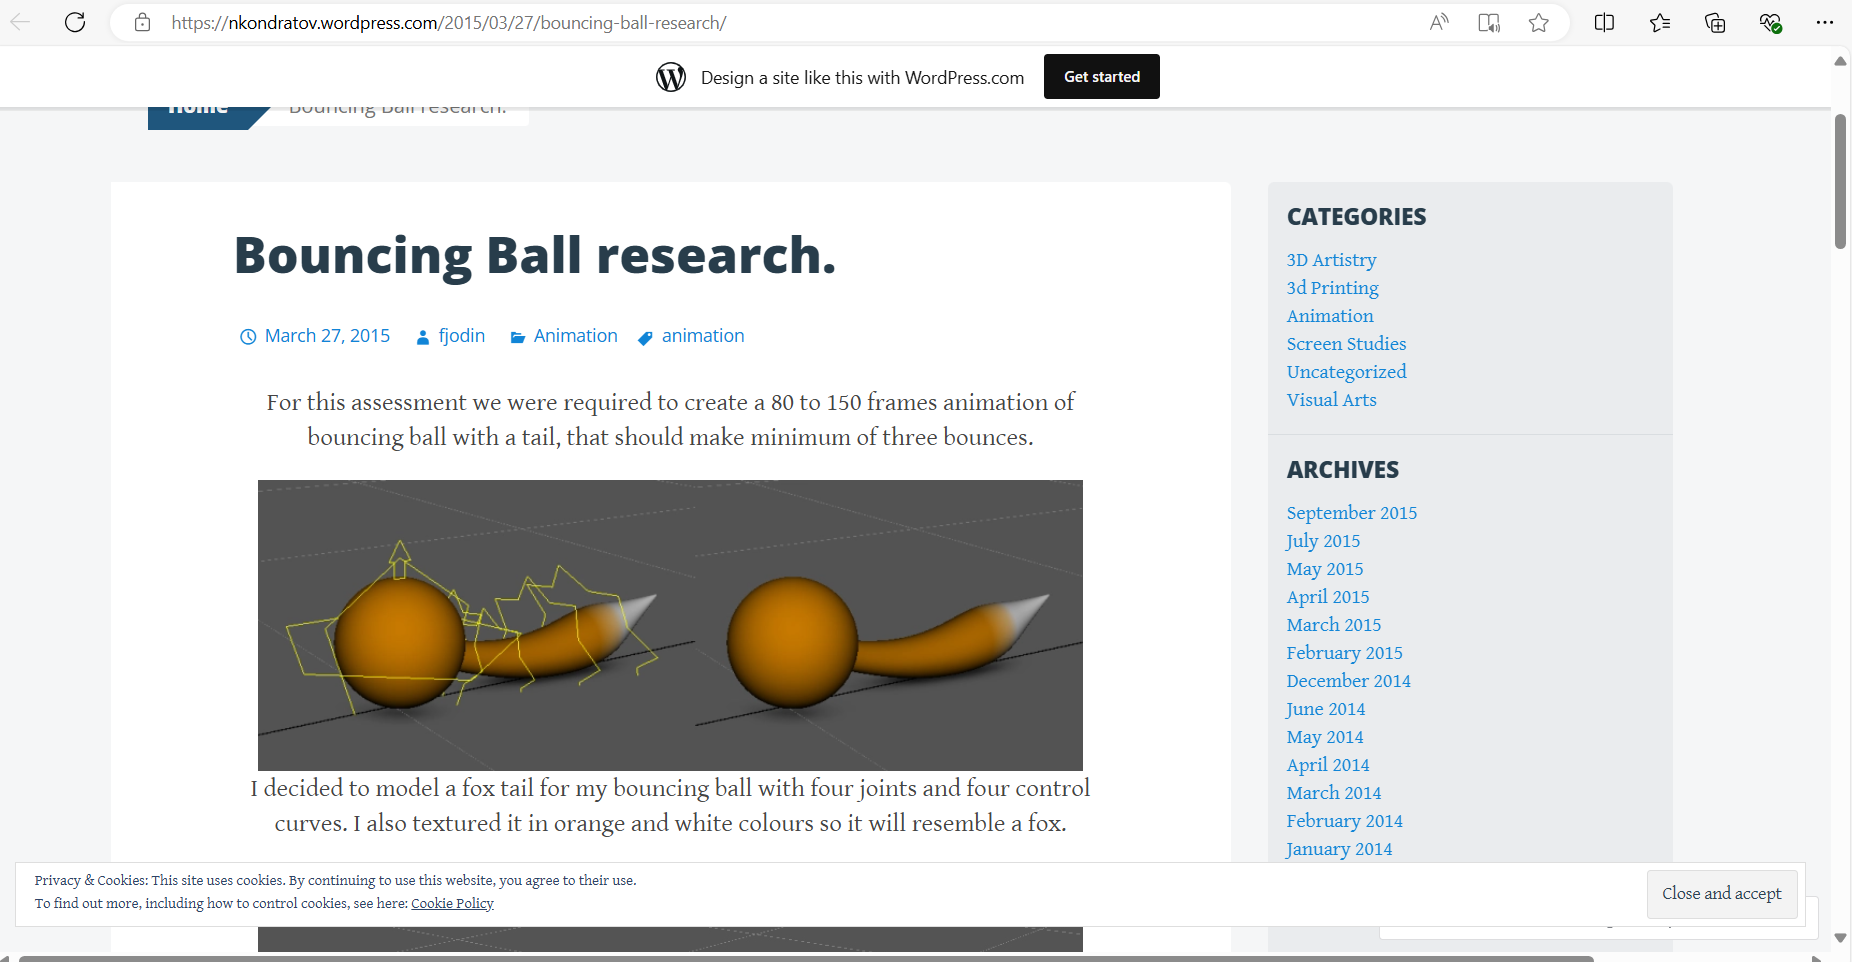 https://nkondratov.wordpress.com/2015/03/27/bouncing-ball-research/
Design a site like this with WordPress.com
Get started
Home
Bouncing Ball research.
Bouncing Ball research.
March 27, 2015
fjodin
Animation
animation
For this assessment we were required to create a 80 to 150 frames animation of
bouncing ball with a tail, that should make minimum of three bounces.
I decided to model a fox tail for my bouncing ball with four joints and four control
curves. I also textured it in orange and white colours so it will resemble a fox.
CATEGORIES
3D Artistry
3d Printing
Animation
Screen Studies
Uncategorized
Visual Arts
ARCHIVES
September 2015
July 2015
May 2015
April 2015
March 2015
February 2015
December 2014
June 2014
May 2014
April 2014
March 2014
February 2014
January 2014
Privacy & Cookies: This site uses cookies. By continuing to use this website, you agree to their use.
To find out more, including how to control cookies, see here: Cookie Policy
Close and accept